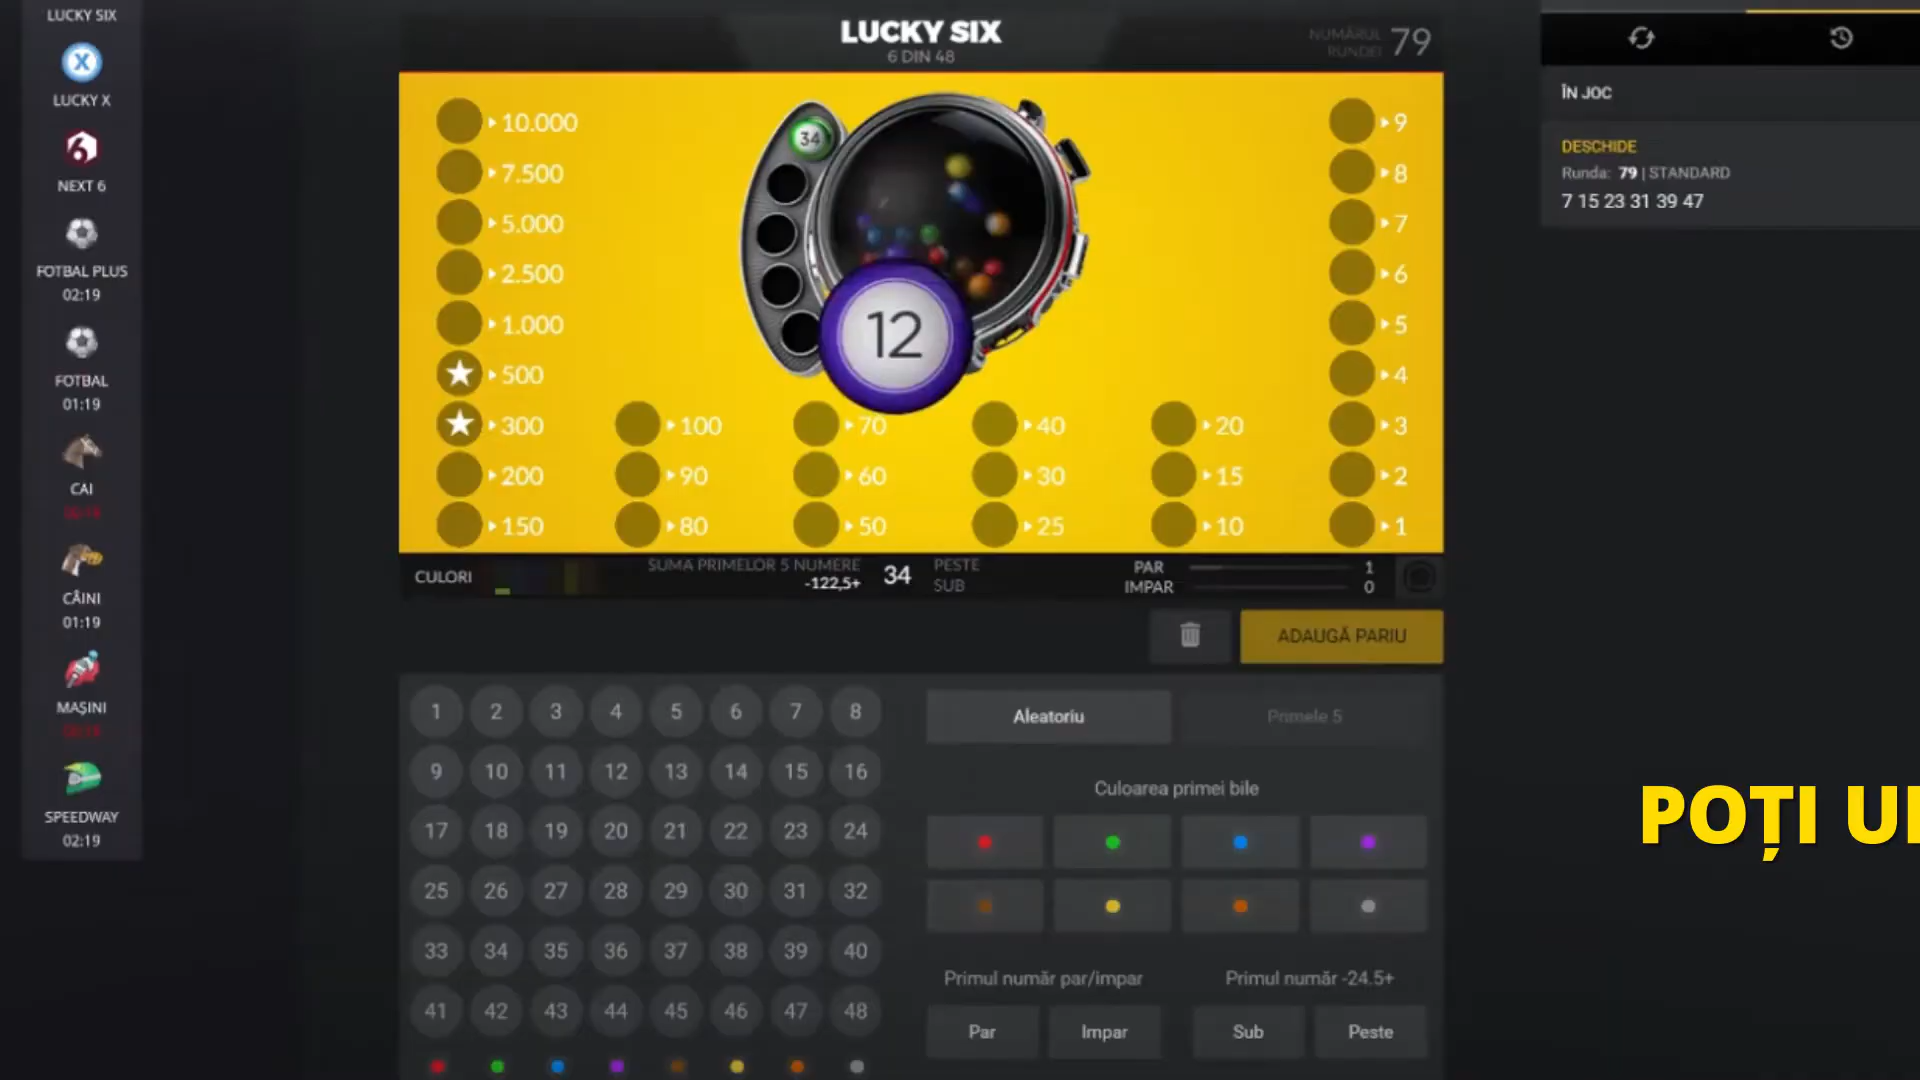 LUCKY SIX
LUCKY X
NEXT 6
FOTBAL PLUS
02:19
FOTBAL
01:19
CAI
00:19
CÂINI
01:19
MAȘINI
00:19
SPEEDWAY
02:19
LUCKY SIX
6 DIN 48
NUMĂRUL
RUNDEI
79
10.000
7.500
5.000
2.500
1.000
500
300
200
150
100
90
80
70
60
50
40
30
25
20
15
10
9
8
7
6
5
4
3
2
1
34
12
CULORI
SUMA PRIMELOR 5 NUMERE
-122,5+
34
PESTE
SUB
PAR
1
IMPAR
0
ADAUGĂ PARIU
1 2 3 4 5 6 7 8
9 10 11 12 13 14 15 16
17 18 19 20 21 22 23 24
25 26 27 28 29 30 31 32
33 34 35 36 37 38 39 40
41 42 43 44 45 46 47 48
Aleatoriu
Primele 5
Culoarea primei bile
Primul număr par/impar
Primul număr -24.5+
Par
Impar
Sub
Peste
ÎN JOC
DESCHIDE
Runda: 79 | STANDARD
7 15 23 31 39 47
POȚI